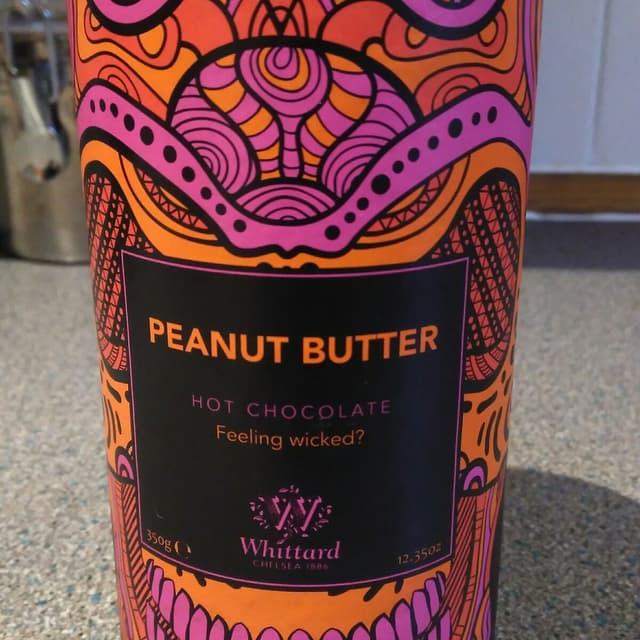 PEANUT BUTTER
HOT CHOCOLATE
Feeling wicked?
W
350g ℮
Whittard
CHELSEA 1886
12.35oz